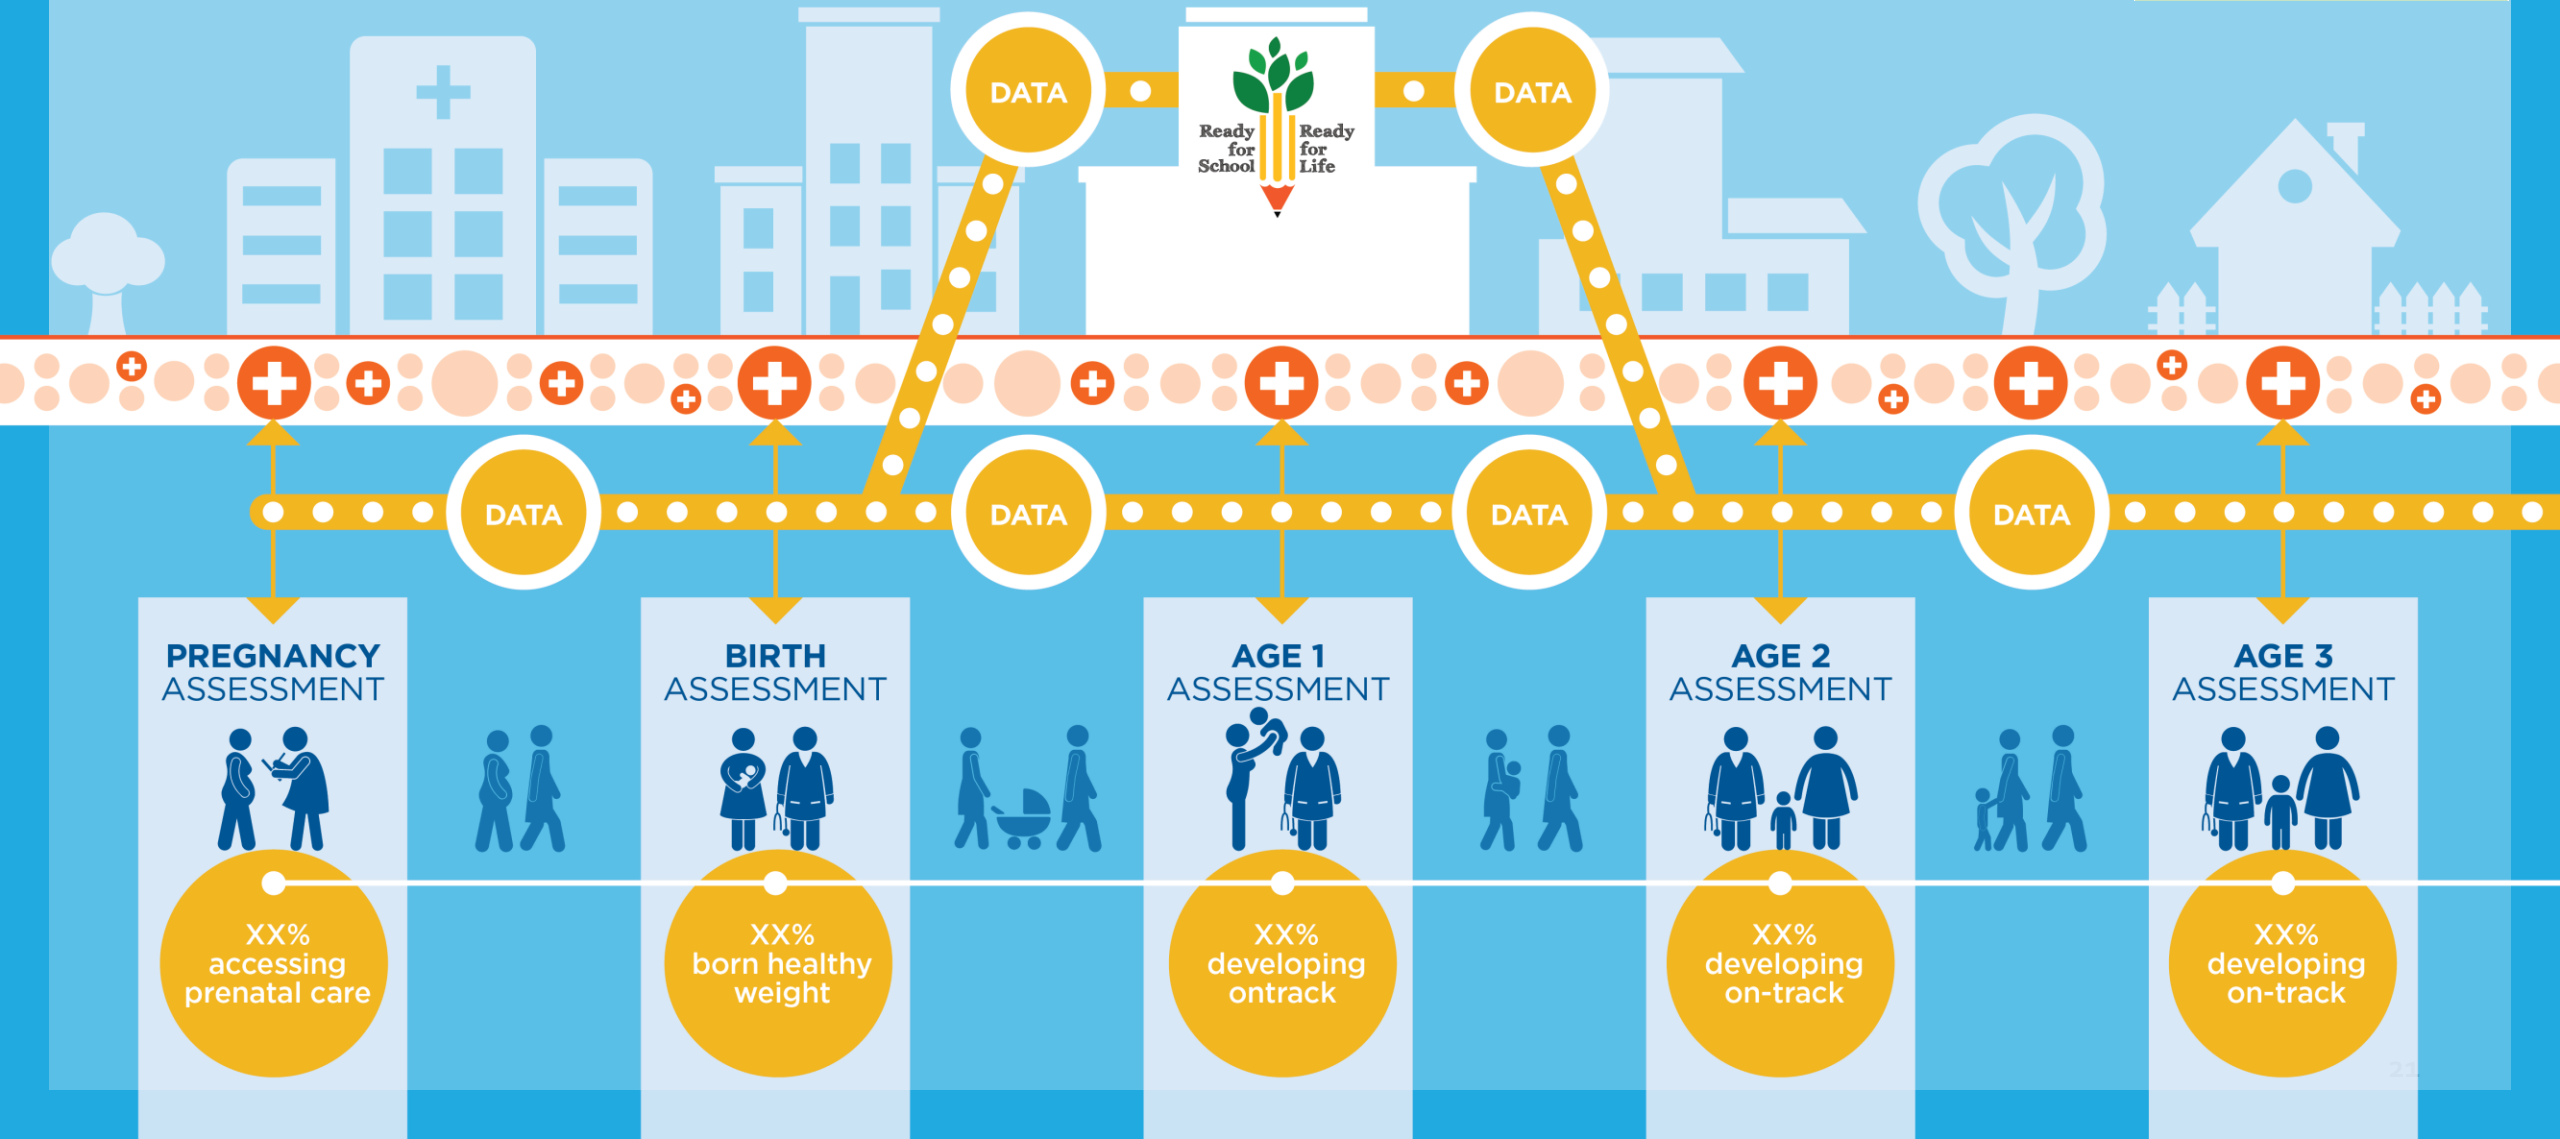 DATA
DATA
Ready
for
School
Ready
for
Life
DATA
DATA
DATA
DATA
PREGNANCY
ASSESSMENT
BIRTH
ASSESSMENT
AGE 1
ASSESSMENT
AGE 2
ASSESSMENT
AGE 3
ASSESSMENT
XX%
accessing
prenatal care
XX%
born healthy
weight
XX%
developing
ontrack
XX%
developing
on-track
XX%
developing
on-track
21